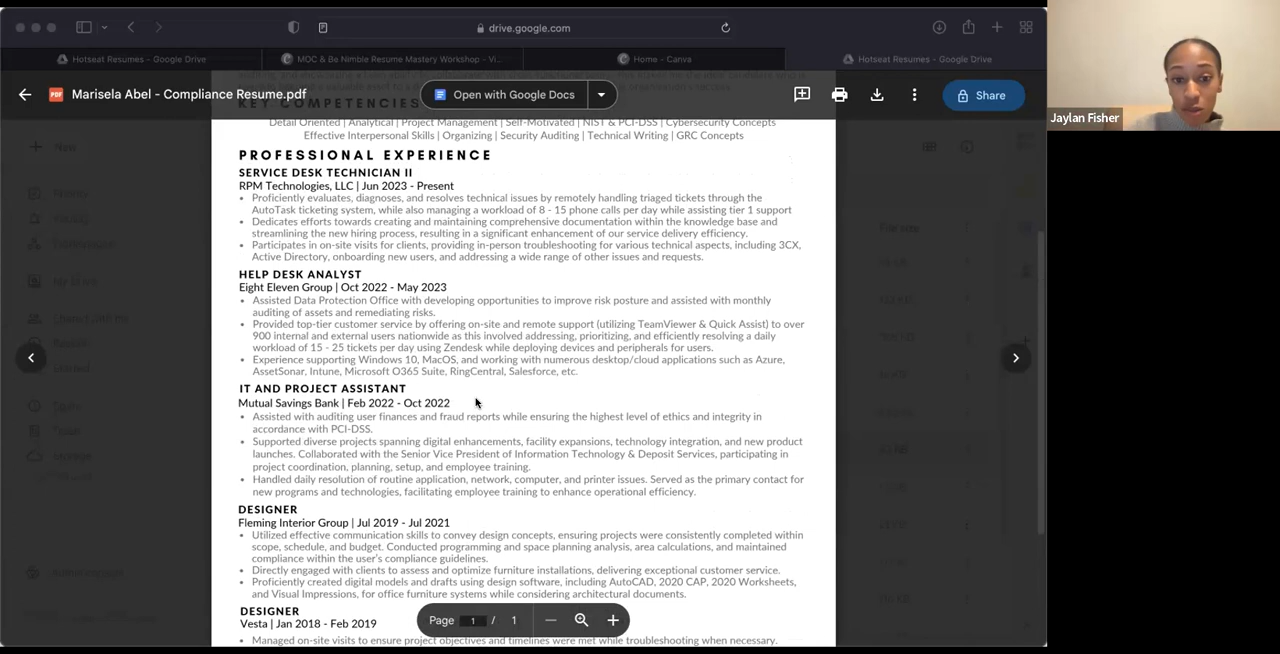 drive.google.com
Hotseat Resumes - Google Drive
MOC & Be Nimble Resume Mastery Workshop - Vi...
Home - Canva
Hotseat Resumes - Google Drive
Marisela Abel - Compliance Resume.pdf
Open with Google Docs
Share
Jaylan Fisher
KEY COMPETENCIES
Detail Oriented | Analytical | Project Management | Self-Motivated | NIST & PCI-DSS | Cybersecurity Concepts
Effective Interpersonal Skills | Organizing | Security Auditing | Technical Writing | GRC Concepts
PROFESSIONAL EXPERIENCE
SERVICE DESK TECHNICIAN II
RPM Technologies, LLC | Jun 2023 - Present
• Proficiently evaluates, diagnoses, and resolves technical issues by remotely handling triaged tickets through the
AutoTask ticketing system, while also managing a workload of 8 - 15 phone calls per day while assisting tier 1 support
• Dedicates efforts towards creating and maintaining comprehensive documentation within the knowledge base and
streamlining the new hiring process, resulting in a significant enhancement of our service delivery efficiency.
• Participates in on-site visits for clients, providing in-person troubleshooting for various technical aspects, including 3CX,
Active Directory, onboarding new users, and addressing a wide range of other issues and requests.
HELP DESK ANALYST
Eight Eleven Group | Oct 2022 - May 2023
• Assisted Data Protection Office with developing opportunities to improve risk posture and assisted with monthly
auditing of assets and remediating risks.
• Provided top-tier customer service by offering on-site and remote support (utilizing TeamViewer & Quick Assist) to over
900 internal and external users nationwide as this involved addressing, prioritizing, and efficiently resolving a daily
workload of 15 - 25 tickets per day using Zendesk while deploying devices and peripherals for users.
• Experience supporting Windows 10, MacOS, and working with numerous desktop/cloud applications such as Azure,
AssetSonar, Intune, Microsoft O365 Suite, RingCentral, Salesforce, etc.
IT AND PROJECT ASSISTANT
Mutual Savings Bank | Feb 2022 - Oct 2022
• Assisted with auditing user finances and fraud reports while ensuring the highest level of ethics and integrity in
accordance with PCI-DSS.
• Supported diverse projects spanning digital enhancements, facility expansions, technology integration, and new product
launches. Collaborated with the Senior Vice President of Information Technology & Deposit Services, participating in
project coordination, planning, setup, and employee training.
• Handled daily resolution of routine application, network, computer, and printer issues. Served as the primary contact for
new programs and technologies, facilitating employee training to enhance operational efficiency.
DESIGNER
Fleming Interior Group | Jul 2019 - Jul 2021
• Utilized effective communication skills to convey design concepts, ensuring projects were consistently completed within
scope, schedule, and budget. Conducted programming and space planning analysis, area calculations, and maintained
compliance within the user's compliance guidelines.
• Directly engaged with clients to assess and optimize furniture installations, delivering exceptional customer service.
• Proficiently created digital models and drafts using design software, including AutoCAD, 2020 CAP, 2020 Worksheets,
and Visual Impressions, for office furniture systems while considering architectural documents.
DESIGNER
Vesta | Jan 2018 - Feb 2019
• Managed on-site visits to ensure project objectives and timelines were met while troubleshooting when necessary.
Page 1 / 1